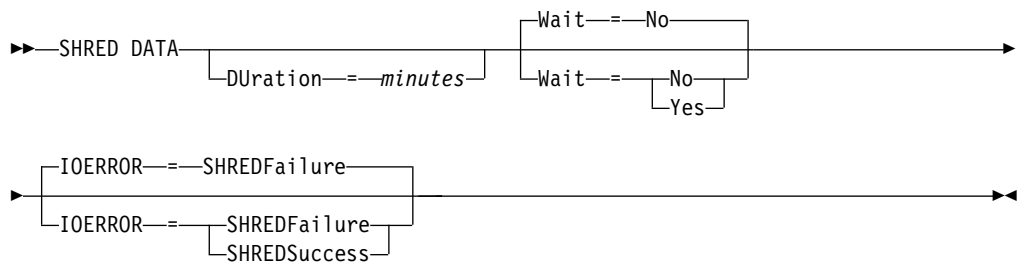 Wait = No
SHRED DATA
DUration = minutes
Wait = No
Yes
IOERROR = SHREDFailure
IOERROR = SHREDFailure
SHREDSuccess